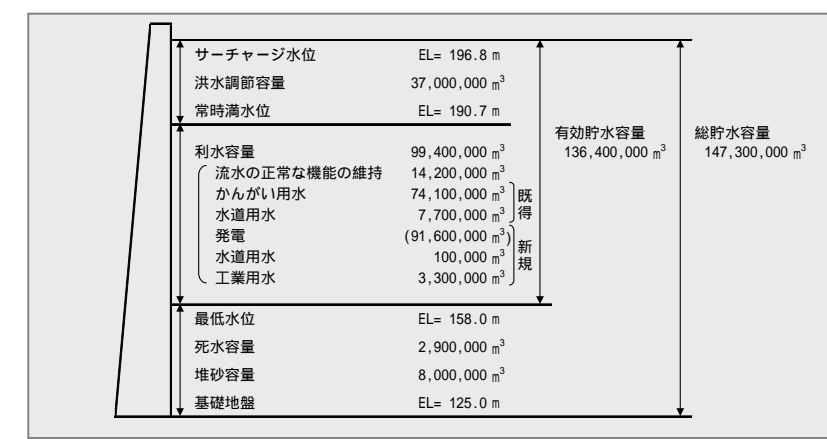 サーチャージ水位 EL= 196.8 m
洪水調節容量 37,000,000 m³
常時満水位 EL= 190.7 m
有効貯水容量
136,400,000 m³
総貯水容量
147,300,000 m³
利水容量 99,400,000 m³
流水の正常な機能の維持 14,200,000 m³
かんがい用水 74,100,000 m³
水道用水 7,700,000 m³
既得
発電 (91,600,000 m³)
水道用水 100,000 m³
工業用水 3,300,000 m³
新規
最低水位 EL= 158.0 m
死水容量 2,900,000 m³
堆砂容量 8,000,000 m³
基礎地盤 EL= 125.0 m